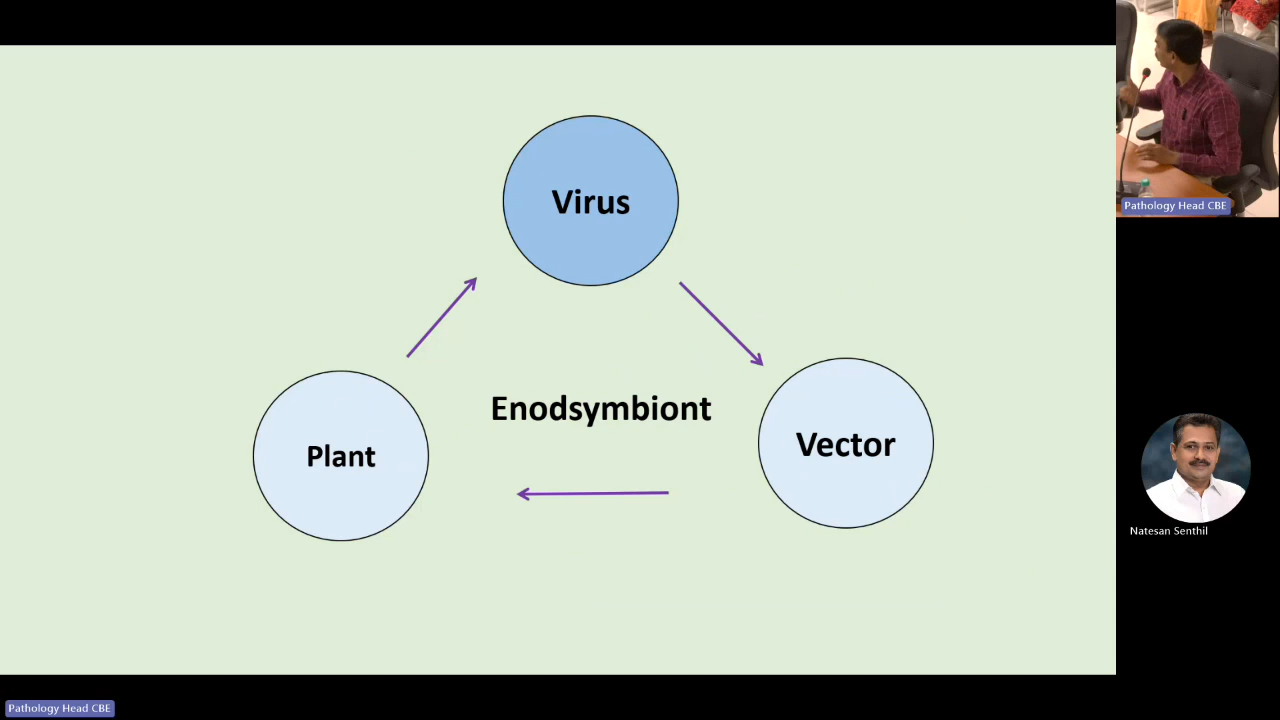 Virus
Enodsymbiont
Plant
Vector
Pathology Head CBE
Natesan Senthil
Pathology Head CBE